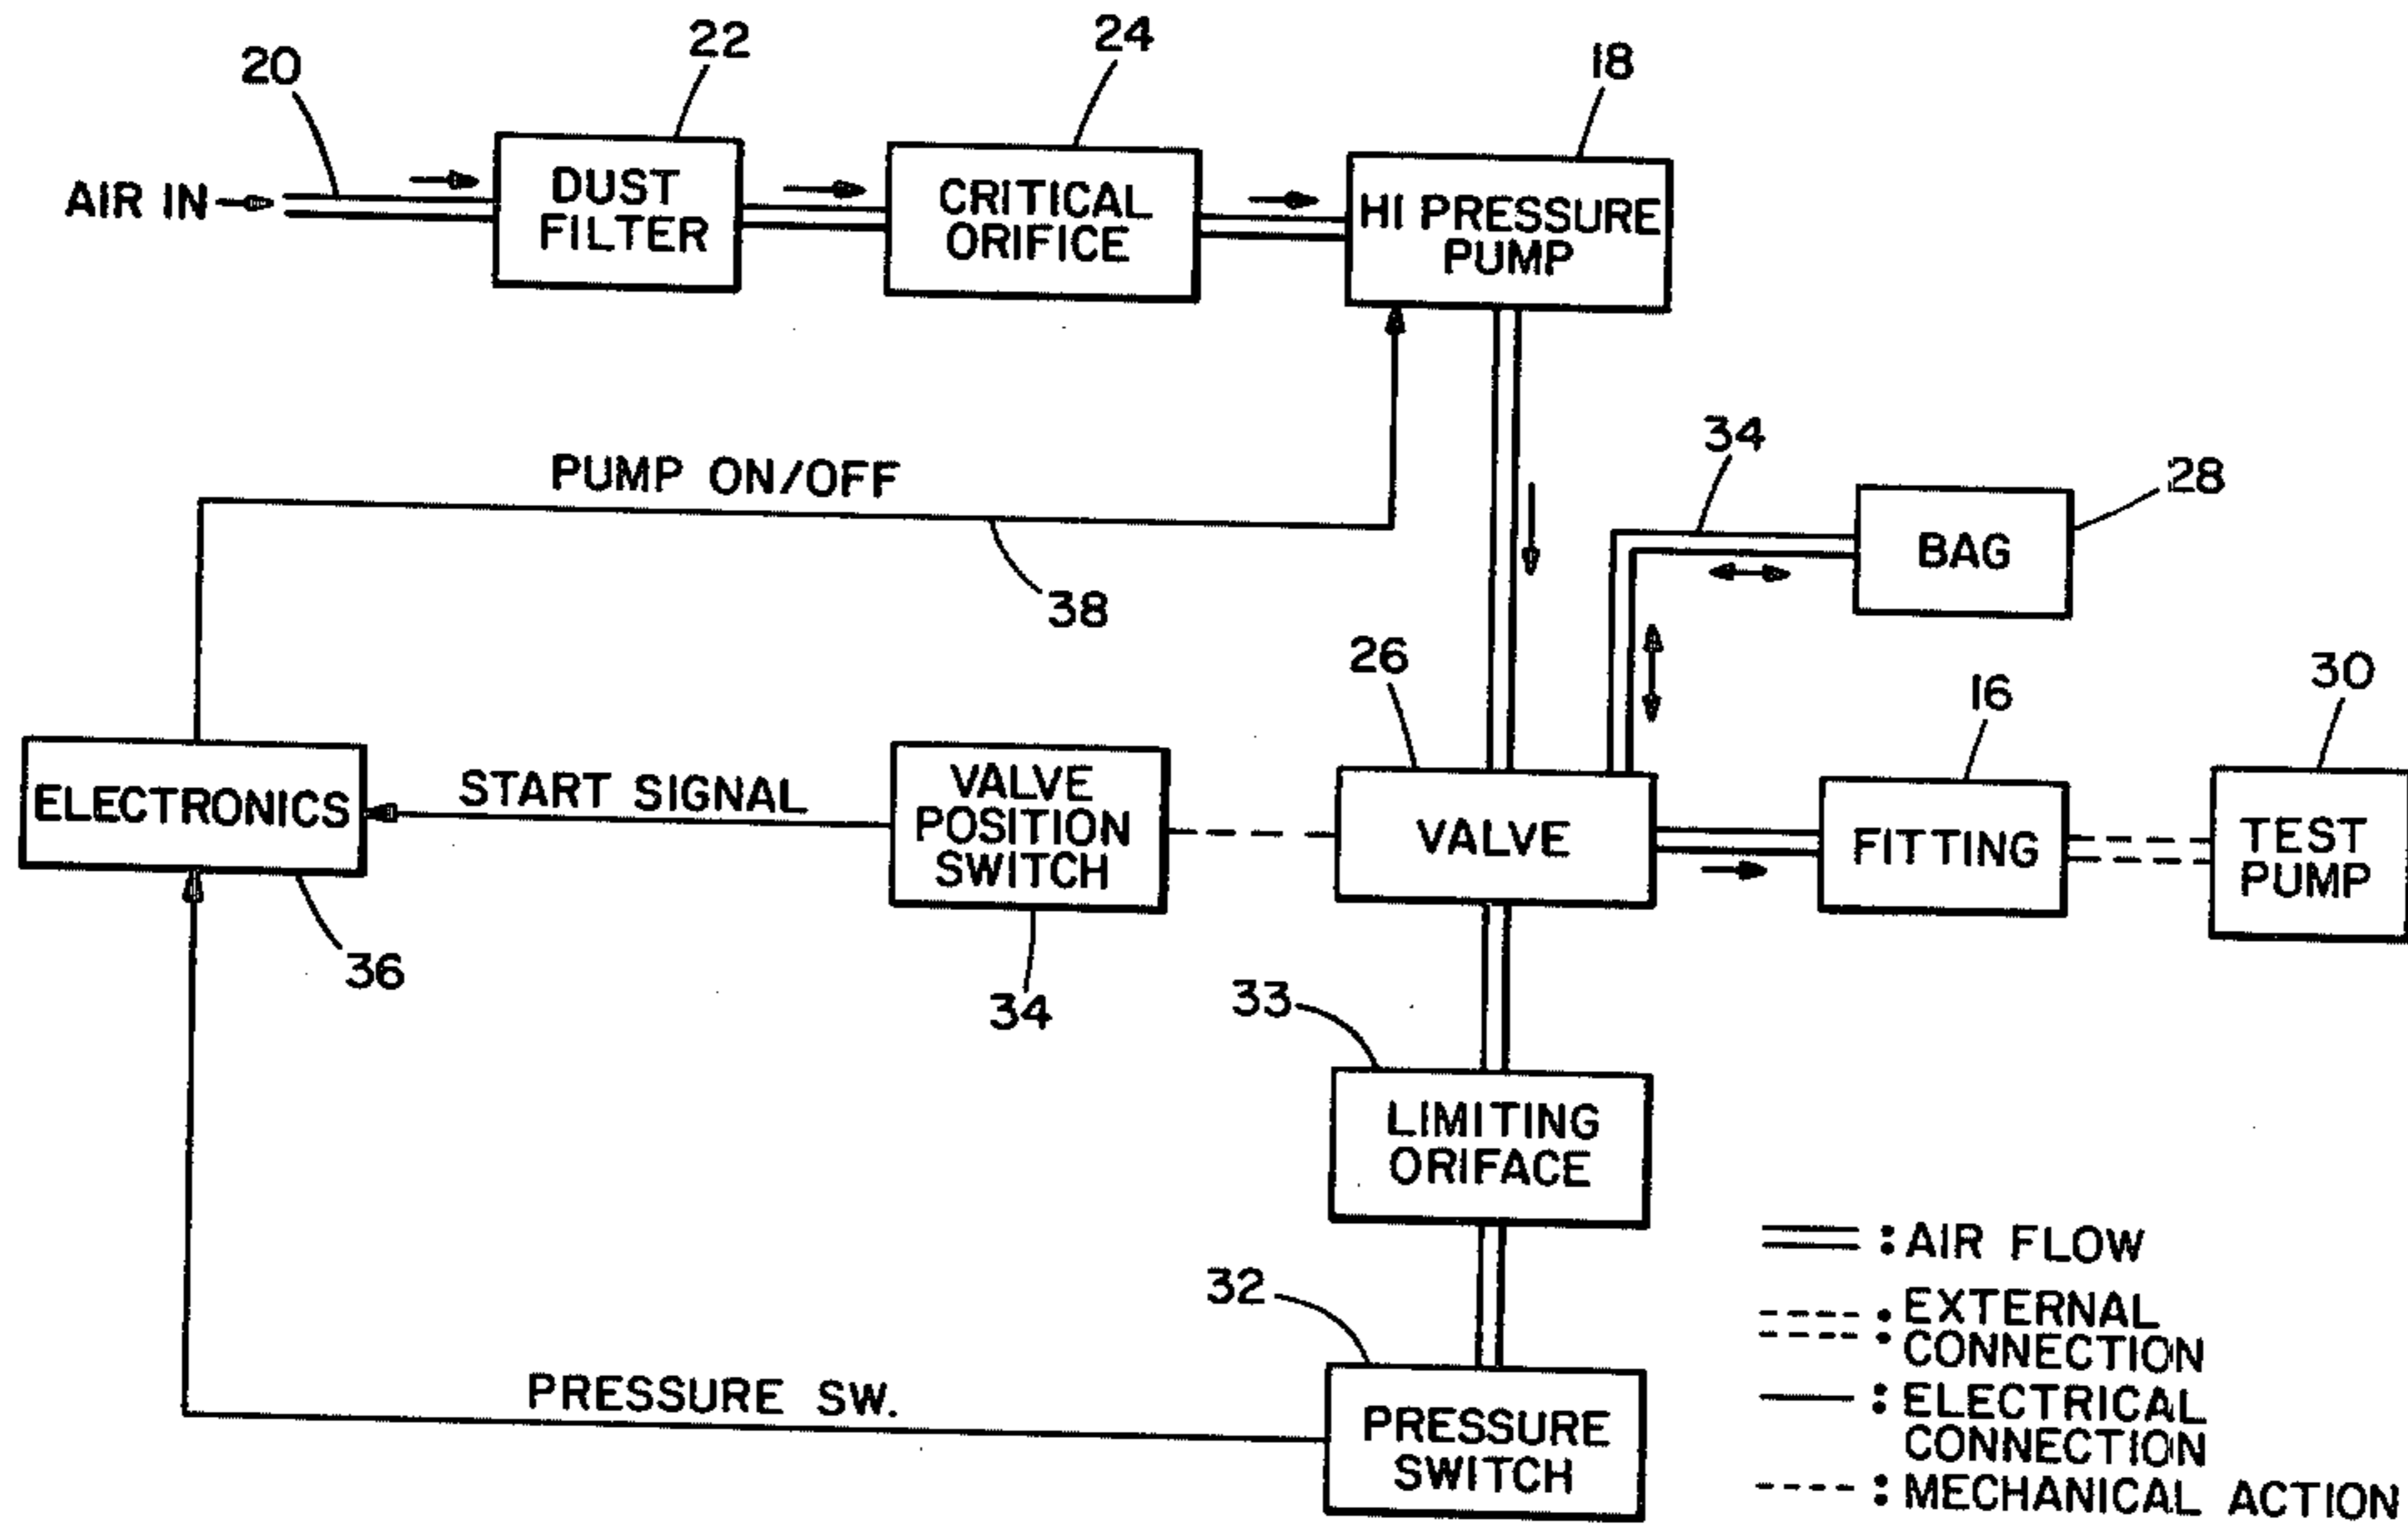 20
22
24
18
AIR IN
DUST
FILTER
CRITICAL
ORIFICE
HI PRESSURE
PUMP
PUMP ON/OFF
38
34
28
BAG
26
16
30
ELECTRONICS
36
START SIGNAL
VALVE
POSITION
SWITCH
34
VALVE
FITTING
TEST
PUMP
33
LIMITING
ORIFACE
32
PRESSURE SW.
PRESSURE
SWITCH
: AIR FLOW
: EXTERNAL
CONNECTION
: ELECTRICAL
CONNECTION
: MECHANICAL ACTION